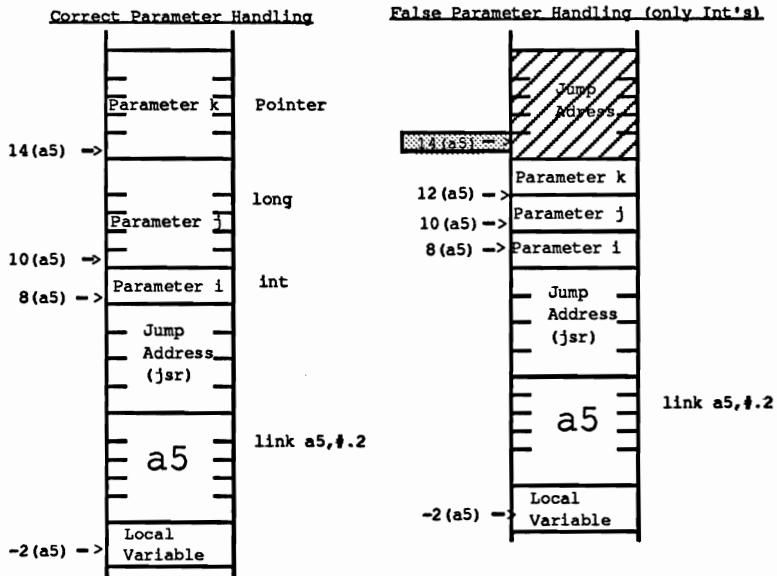 Correct Parameter Handling
Parameter k
Pointer
14(a5) ->
long
Parameter j
10(a5) ->
Parameter i
int
8(a5) ->
Jump
Address
(jsr)
a5
link a5,#.2
Local
Variable
-2(a5) ->
False Parameter Handling (only Int's)
Jump
Adress
14(a5) ->
Parameter k
12(a5) ->
Parameter j
10(a5) ->
Parameter i
8(a5) ->
Jump
Address
(jsr)
a5
link a5,#.2
Local
Variable
-2(a5) ->